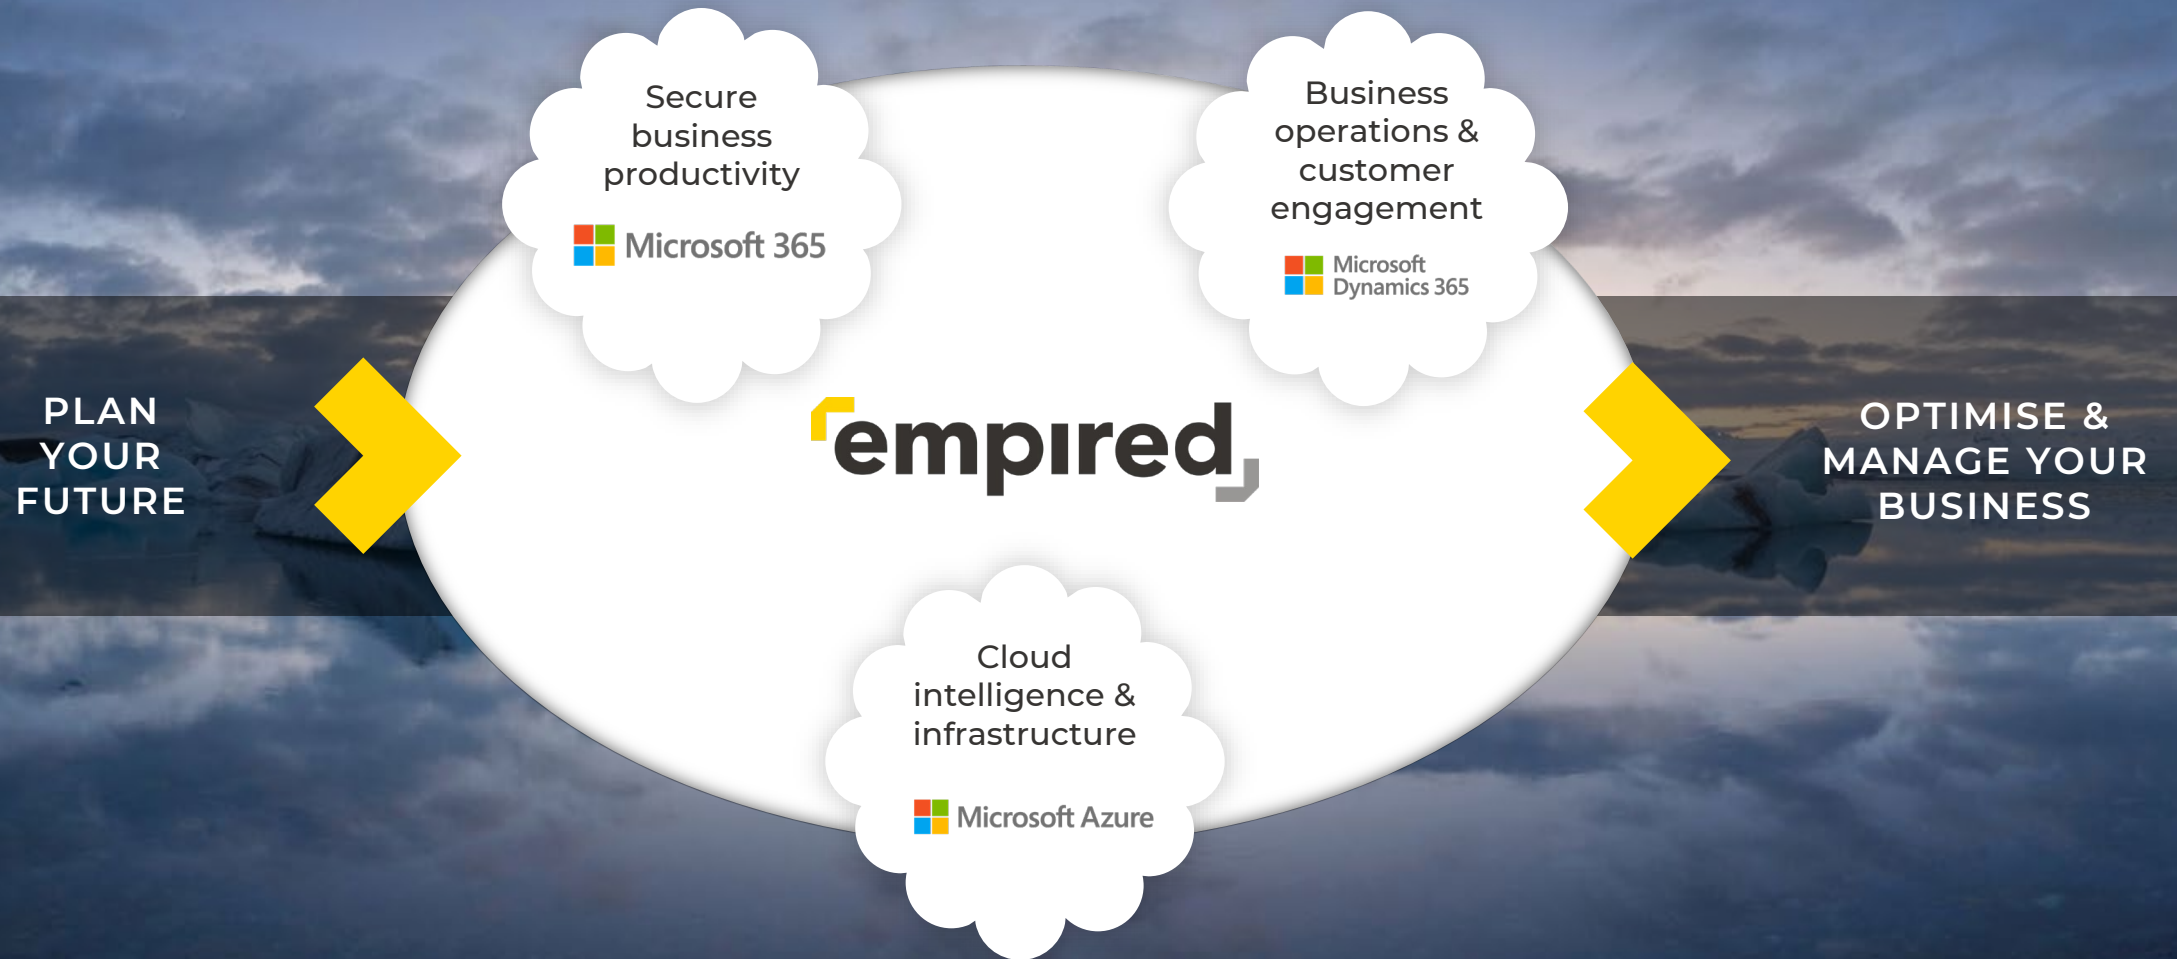 Secure
business
productivity
Microsoft 365
Business
operations &
customer
engagement
Microsoft
Dynamics 365
PLAN
YOUR
FUTURE
empired
OPTIMISE &
MANAGE YOUR
BUSINESS
Cloud
intelligence &
infrastructure
Microsoft Azure